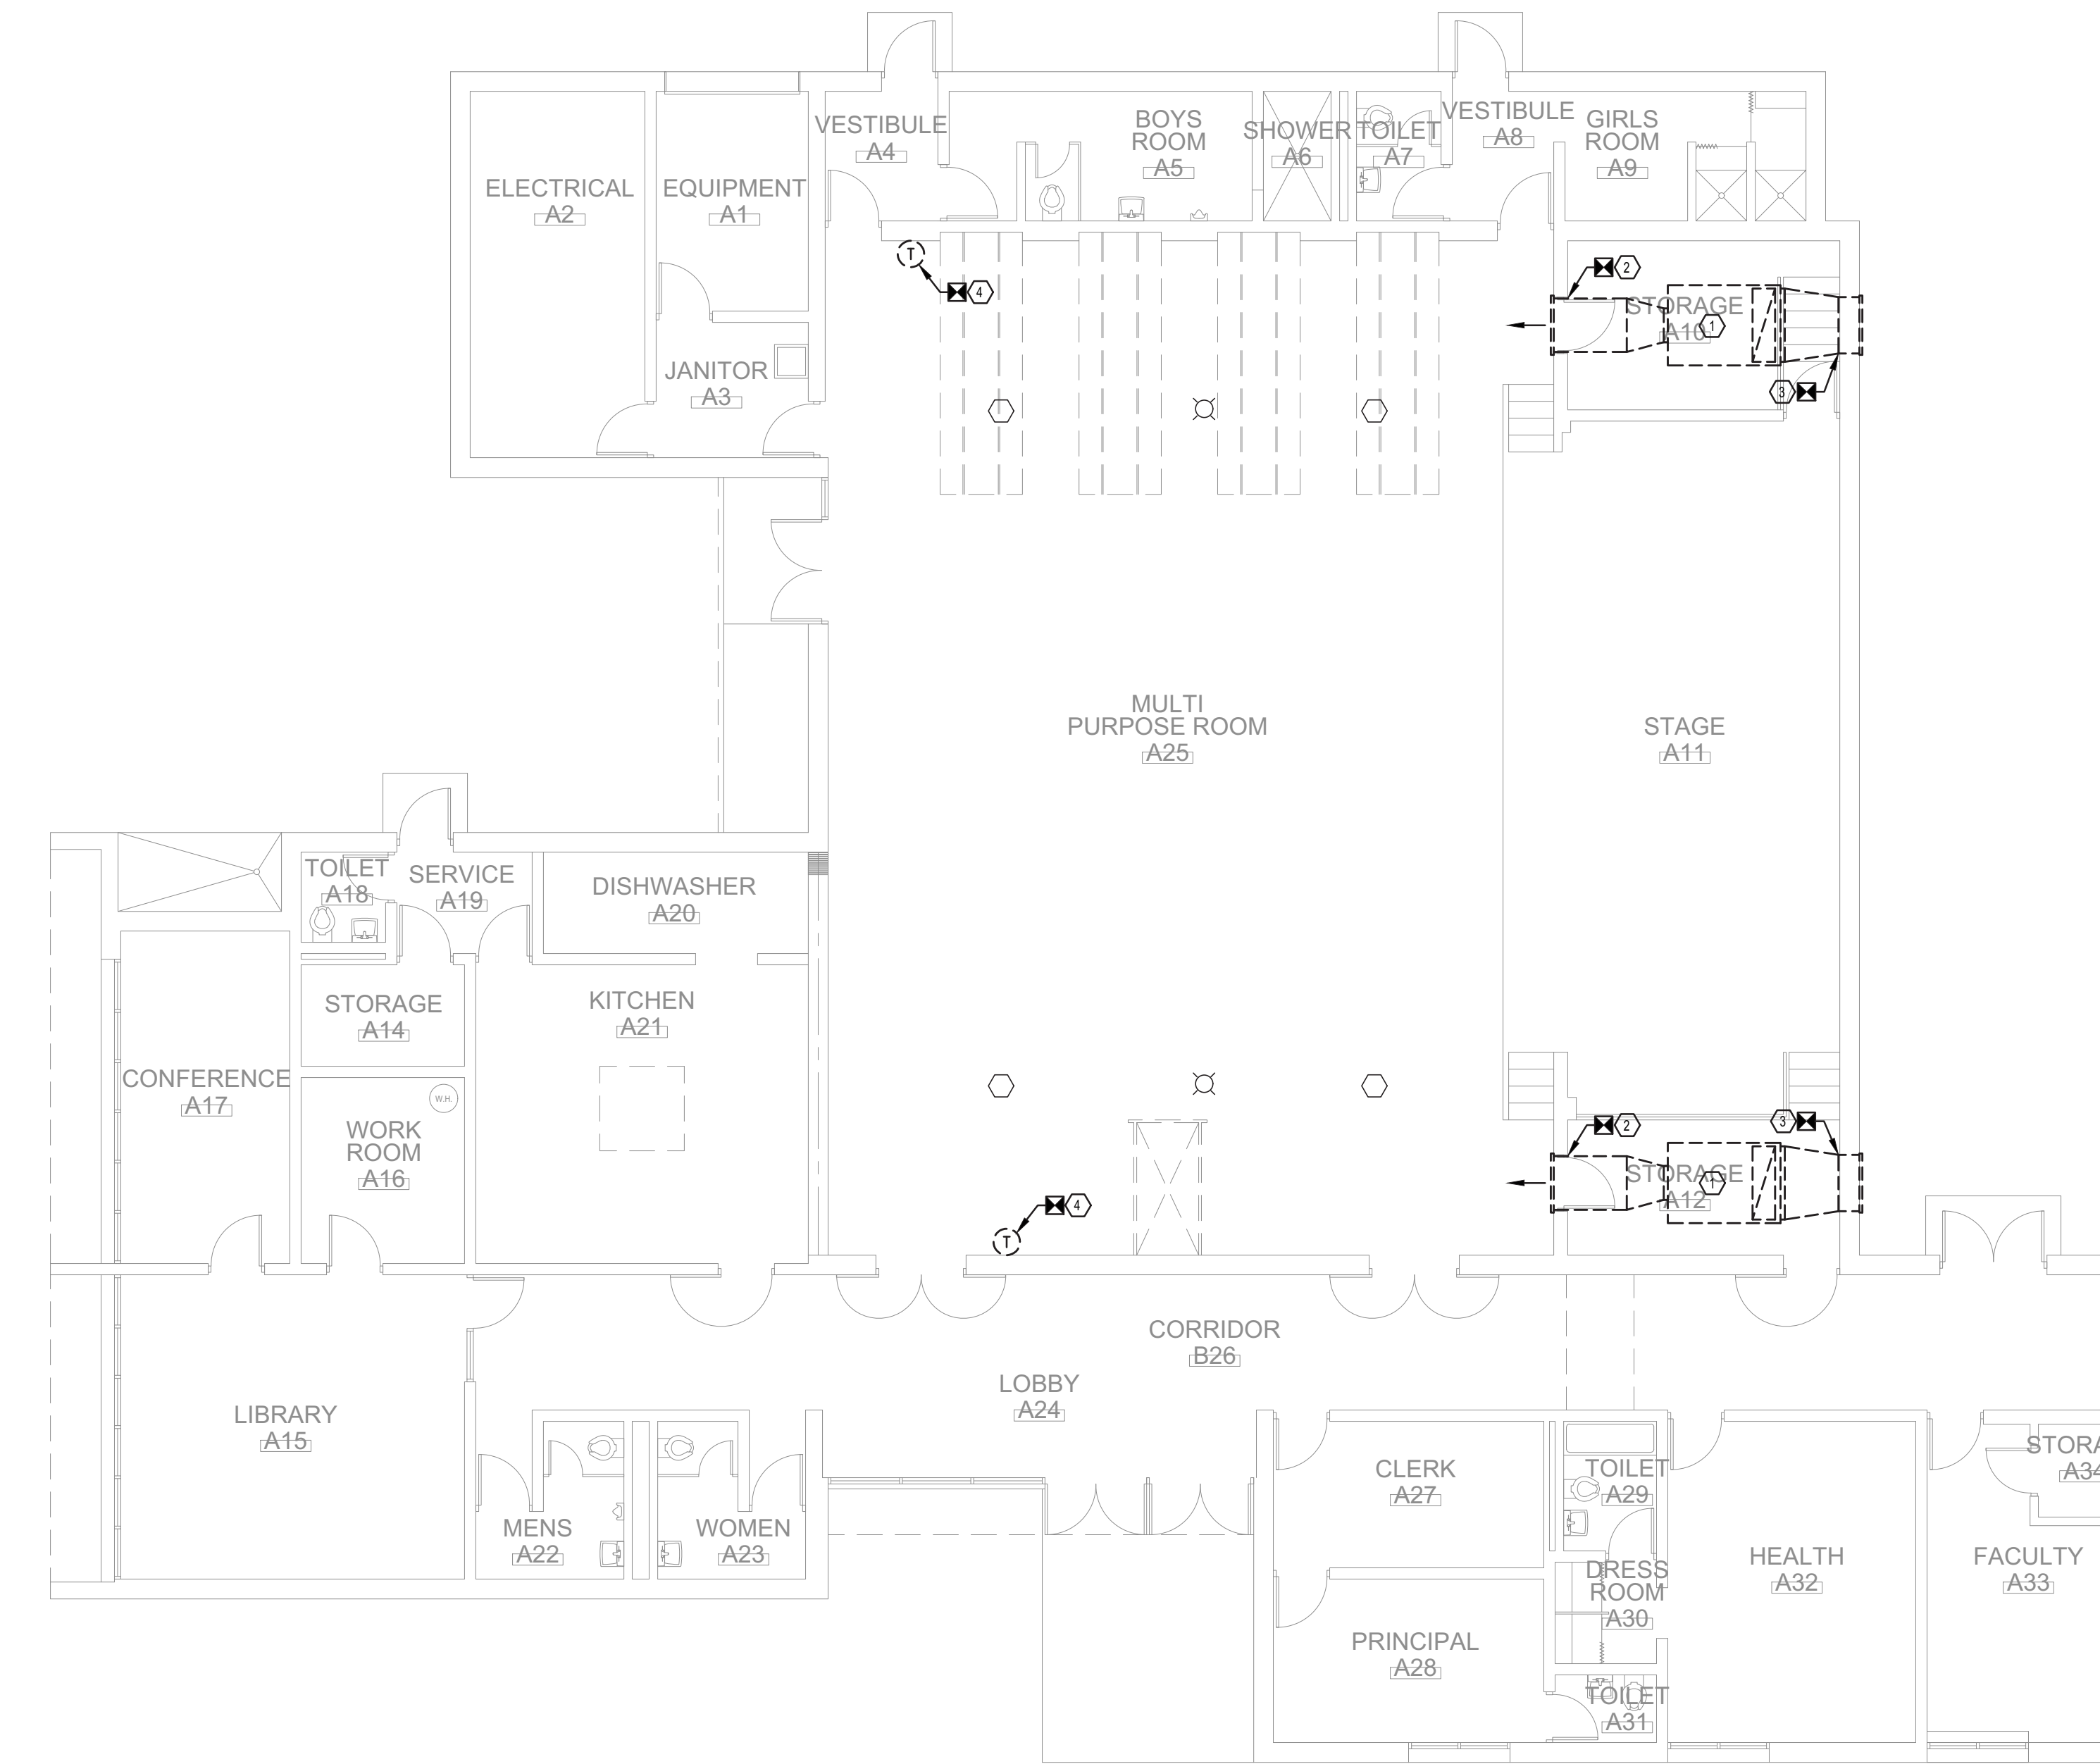 VESTIBULE
A4
BOYS
ROOM
A5
SHOWER
A6
TOILET
A7
VESTIBULE
A8
GIRLS
ROOM
A9
ELECTRICAL
A2
EQUIPMENT
A1
T
4
2
STORAGE
A10
1
3
JANITOR
A3
MULTI
PURPOSE ROOM
A25
STAGE
A11
TOILET
A18
SERVICE
A19
DISHWASHER
A20
STORAGE
A14
KITCHEN
A21
CONFERENCE
A17
W.H.
WORK
ROOM
A16
2
3
STORAGE
A12
1
4
T
CORRIDOR
B26
LOBBY
A24
LIBRARY
A15
MENS
A22
WOMEN
A23
CLERK
A27
TOILET
A29
DRESS
ROOM
A30
HEALTH
A32
FACULTY
A33
A34
PRINCIPAL
A28
TOILET
A31